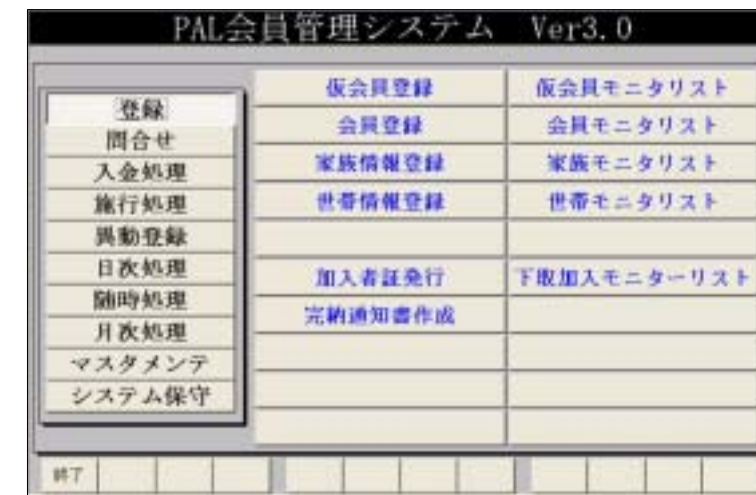 PAL会員管理システム Ver3.0
登録
問合せ
入金処理
施行処理
異動登録
日次処理
随時処理
月次処理
マスタメンテ
システム保守
仮会員登録 仮会員モニタリスト
会員登録 会員モニタリスト
家族情報登録 家族モニタリスト
世帯情報登録 世帯モニタリスト
加入者証発行 下取加入モニターリスト
完納通知書作成
終了